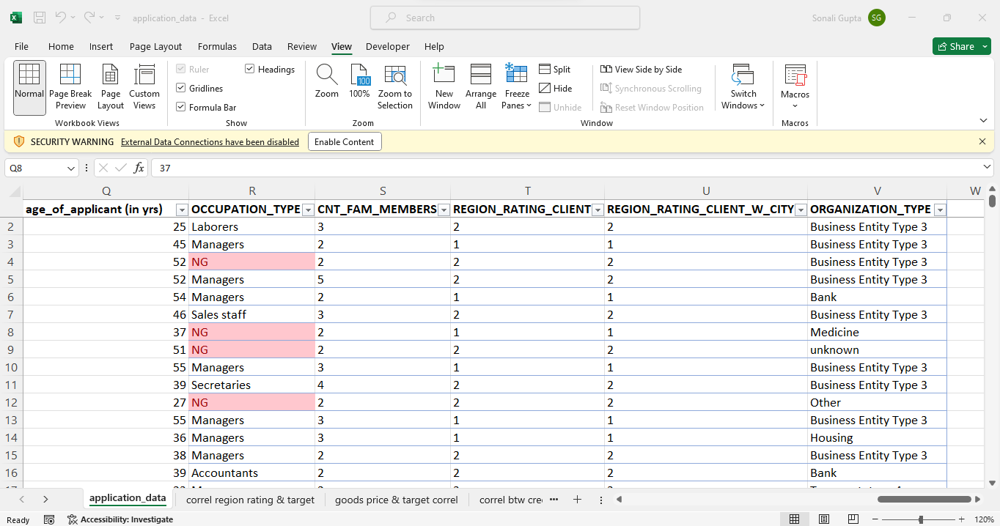 application_data - Excel
Search
Sonali Gupta SG
File Home Insert Page Layout Formulas Data Review View Developer Help Share
Normal Page Break Preview Page Layout Custom Views
Workbook Views
Ruler Headings
Gridlines
Formula Bar
Show
Zoom 100% Zoom to Selection
Zoom
New Window Arrange All Freeze Panes
Split
Hide
Unhide
View Side by Side
Synchronous Scrolling
Reset Window Position
Window
Switch Windows
Macros
Macros
SECURITY WARNING External Data Connections have been disabled Enable Content
Q8 fx 37
Q R S T U V W
age_of_applicant (in yrs) OCCUPATION_TYPE CNT_FAM_MEMBERS REGION_RATING_CLIENT REGION_RATING_CLIENT_W_CITY ORGANIZATION_TYPE
2 25 Laborers 3 2 2 Business Entity Type 3
3 45 Managers 2 1 1 Business Entity Type 3
4 52 NG 2 2 2 Business Entity Type 3
5 52 Managers 5 2 2 Business Entity Type 3
6 54 Managers 2 1 1 Bank
7 46 Sales staff 3 2 2 Business Entity Type 3
8 37 NG 2 1 1 Medicine
9 51 NG 2 2 2 unknown
10 55 Managers 3 1 1 Business Entity Type 3
11 39 Secretaries 4 2 2 Business Entity Type 3
12 27 NG 2 2 2 Other
13 55 Managers 3 1 1 Business Entity Type 3
14 36 Managers 3 1 1 Housing
15 38 Managers 2 2 2 Business Entity Type 3
16 39 Accountants 2 2 2 Bank
application_data correl region rating & target goods price & target correl correl btw cre ...
Ready Accessibility: Investigate 120%